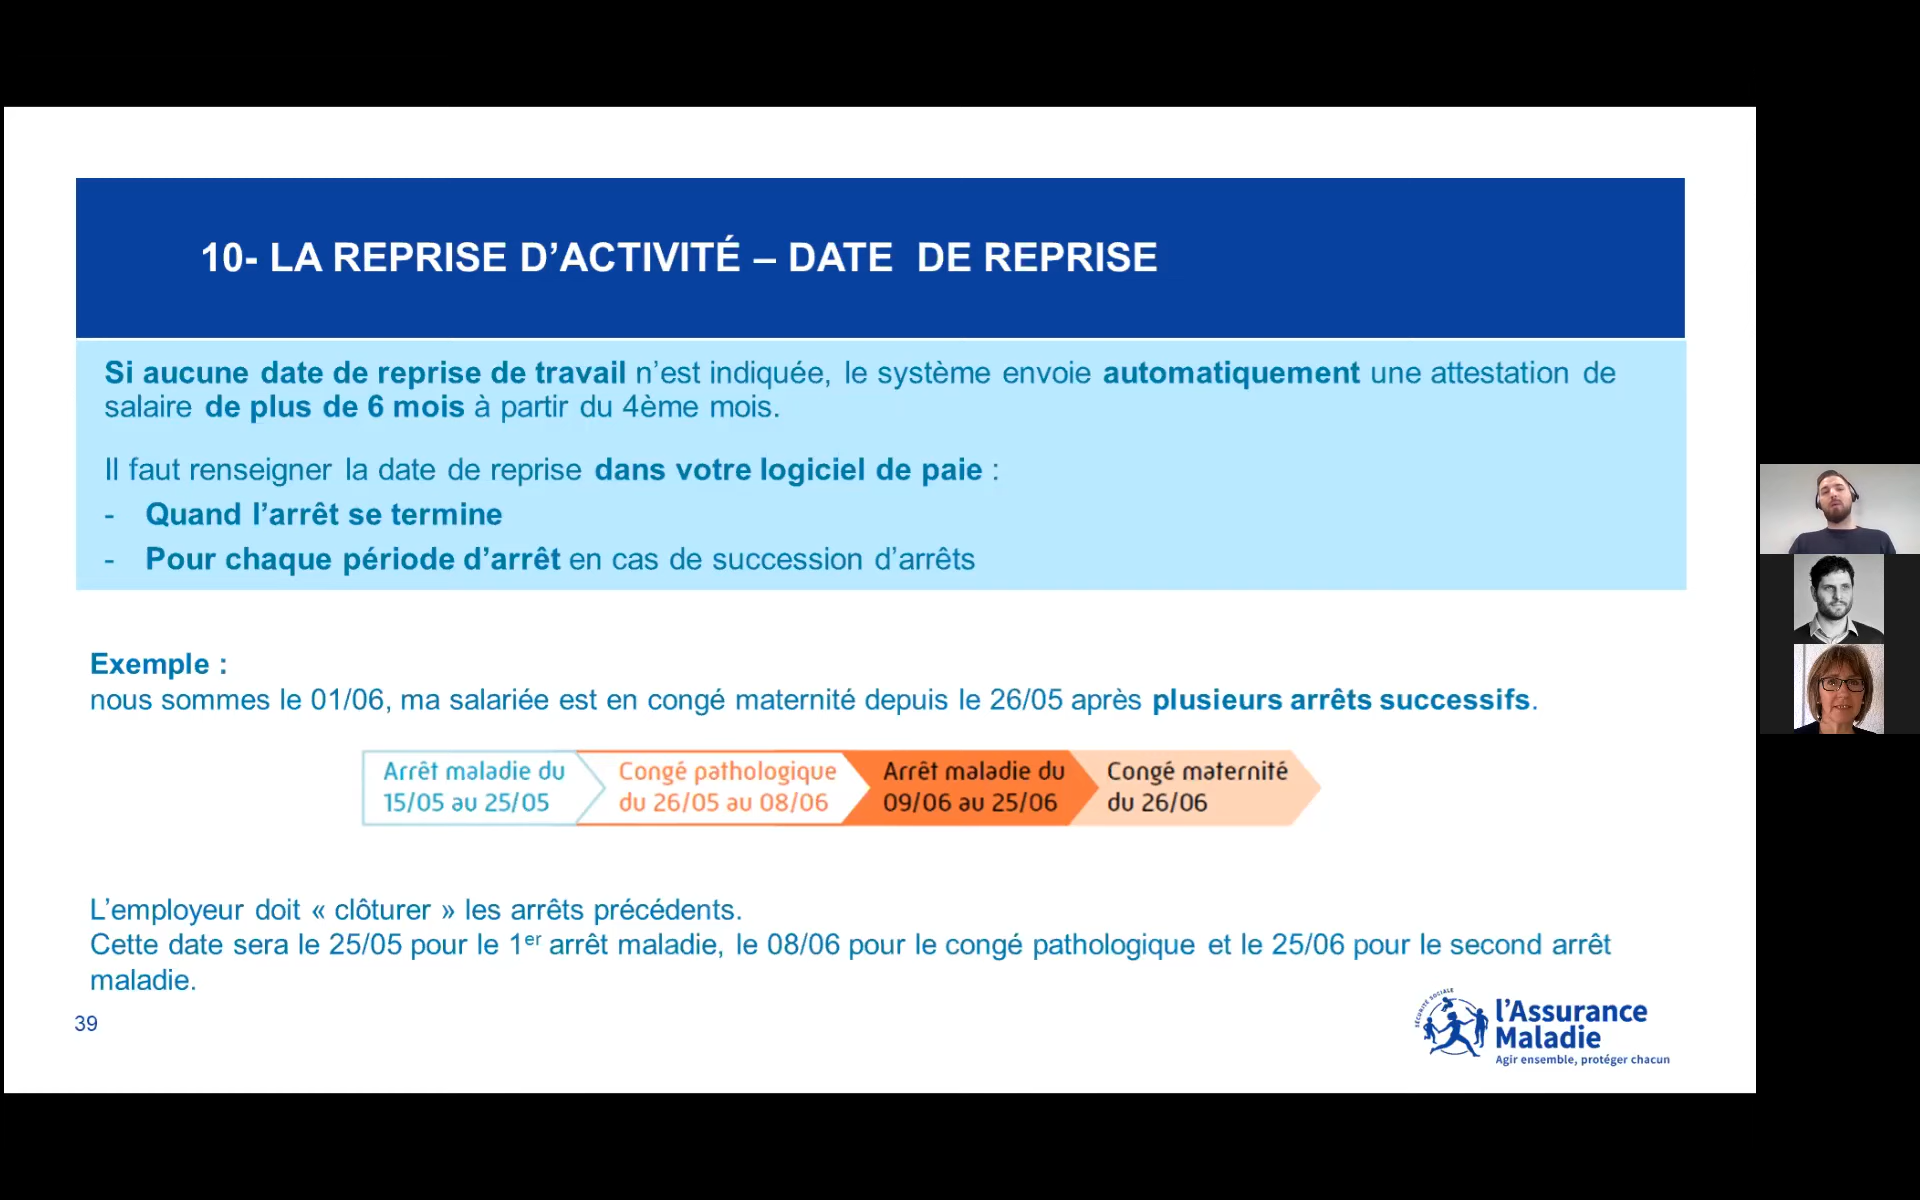 10- LA REPRISE D’ACTIVITÉ – DATE  DE REPRISE
Si aucune date de reprise de travail n’est indiquée, le système envoie automatiquement une attestation de
salaire de plus de 6 mois à partir du 4ème mois.
Il faut renseigner la date de reprise dans votre logiciel de paie :
- Quand l’arrêt se termine
- Pour chaque période d’arrêt en cas de succession d’arrêts
Exemple :
nous sommes le 01/06, ma salariée est en congé maternité depuis le 26/05 après plusieurs arrêts successifs.
Arrêt maladie du
15/05 au 25/05
Congé pathologique
du 26/05 au 08/06
Arrêt maladie du
09/06 au 25/06
Congé maternité
du 26/06
L’employeur doit « clôturer » les arrêts précédents.
Cette date sera le 25/05 pour le 1er arrêt maladie, le 08/06 pour le congé pathologique et le 25/06 pour le second arrêt
maladie.
39
SÉCURITÉ SOCIALE
l’Assurance
Maladie
Agir ensemble, protéger chacun